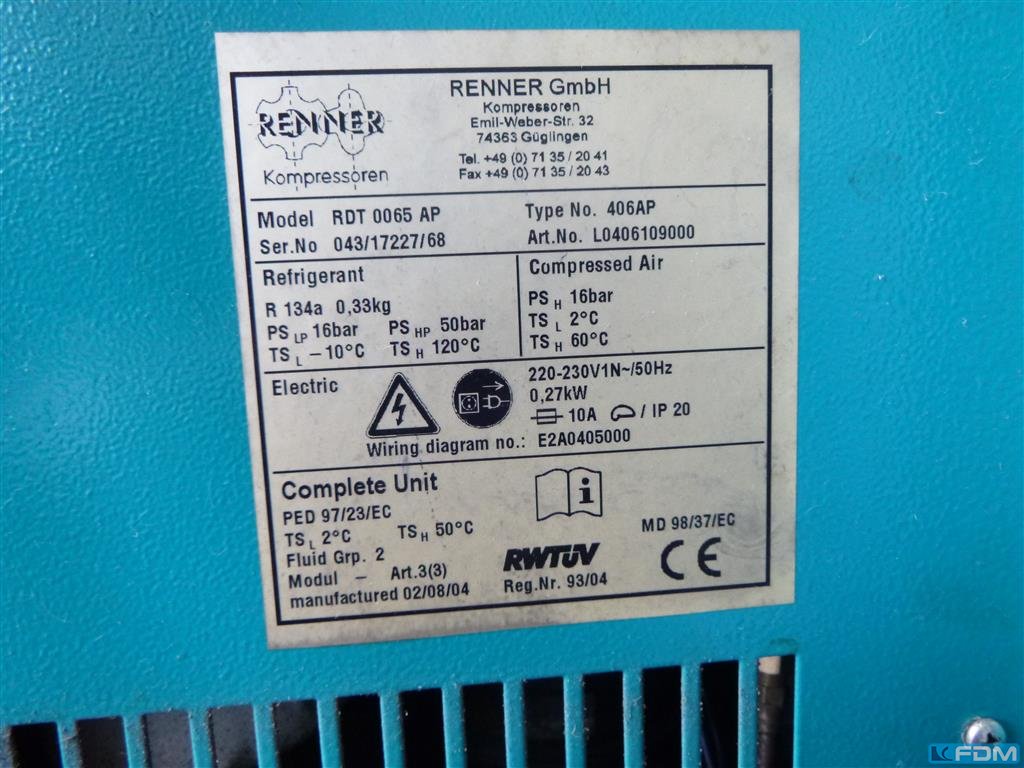 RENNER
Kompressoren
RENNER GmbH
Kompressoren
Emil-Weber-Str. 32
74363 Güglingen
Tel. +49 (0) 71 35 / 20 41
Fax +49 (0) 71 35 / 20 43
Model RDT 0065 AP
Type No. 406AP
Ser.No 043/17227/68
Art.No. L0406109000
Refrigerant
R 134a 0,33kg
PS LP 16bar PS HP 50bar
TS L –10°C TS H 120°C
Compressed Air
PS H 16bar
TS L 2°C
TS H 60°C
Electric
220-230V1N~/50Hz
0,27kW
10A / IP 20
Wiring diagram no.: E2A0405000
Complete Unit
PED 97/23/EC
TS L 2°C TS H 50°C
Fluid Grp. 2
Modul – Art.3(3)
manufactured 02/08/04
i
RWTÜV
Reg.Nr. 93/04
MD 98/37/EC
CE
FDM